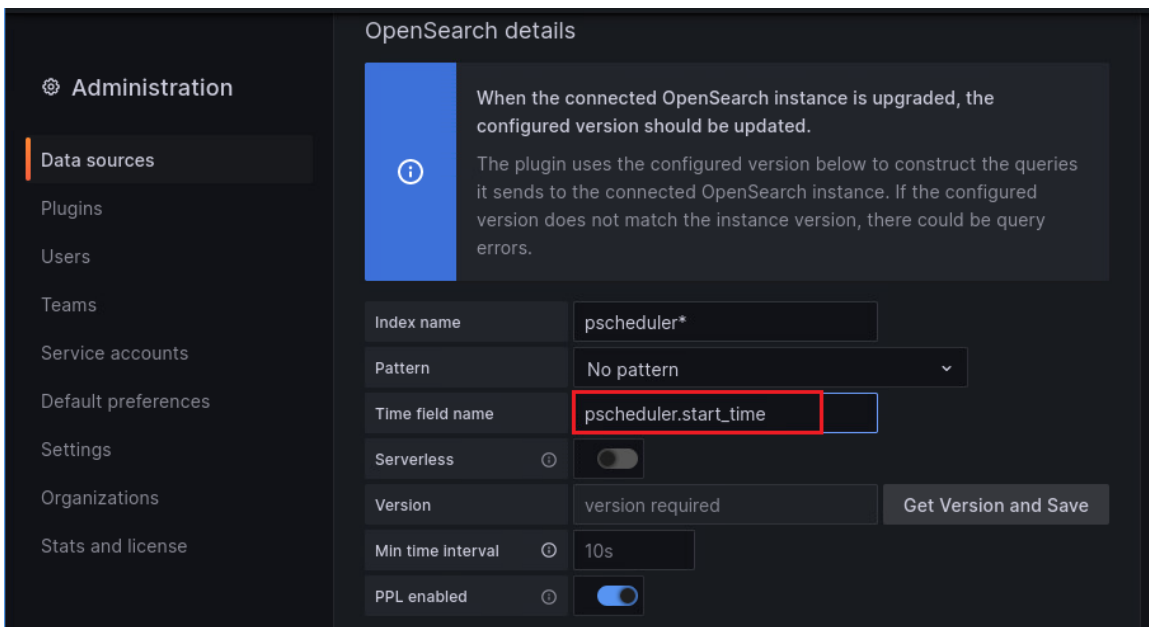 OpenSearch details
Administration
Data sources
Plugins
Users
Teams
Service accounts
Default preferences
Settings
Organizations
Stats and license
When the connected OpenSearch instance is upgraded, the
configured version should be updated.
The plugin uses the configured version below to construct the queries
it sends to the connected OpenSearch instance. If the configured
version does not match the instance version, there could be query
errors.
Index name pscheduler*
Pattern No pattern
Time field name pscheduler.start_time
Serverless
Version version required Get Version and Save
Min time interval 10s
PPL enabled